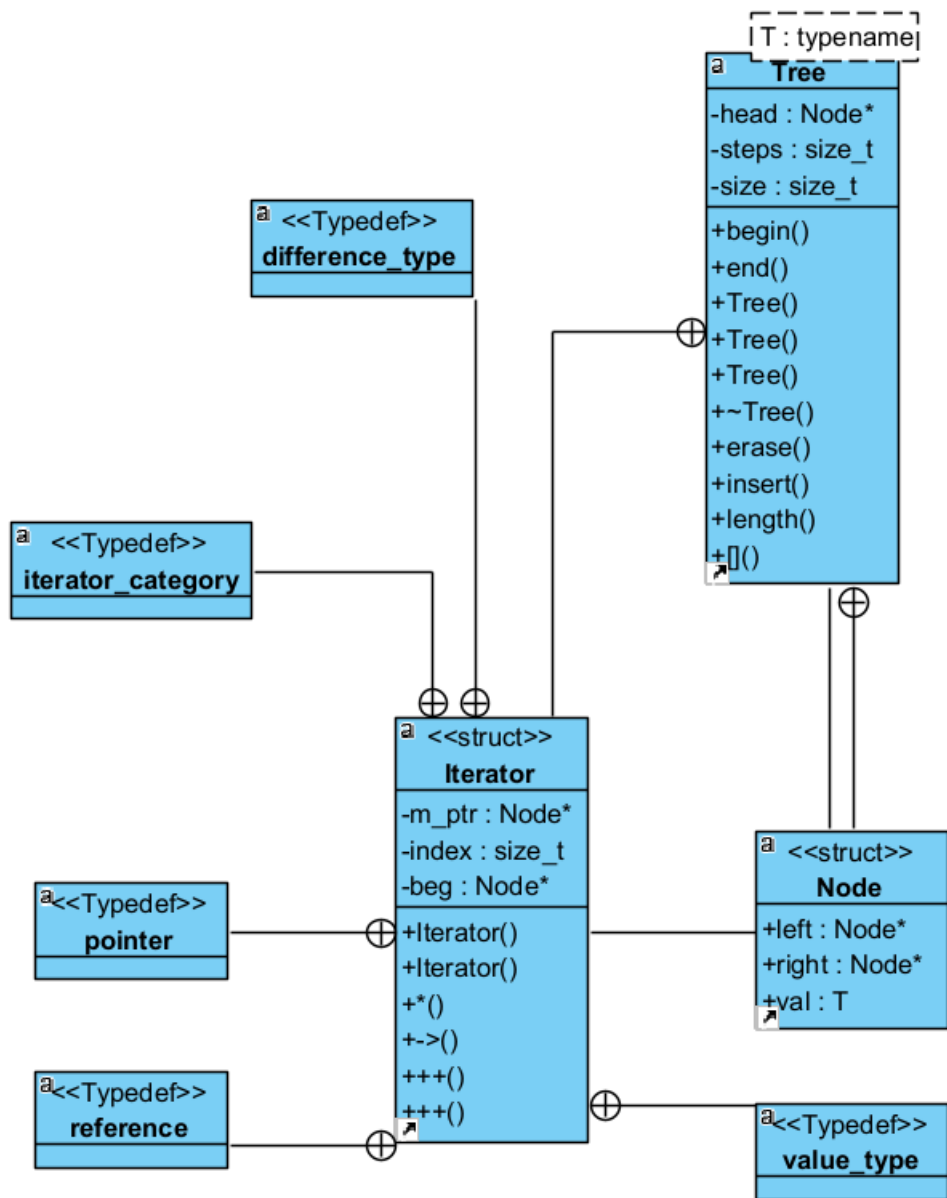 T : typename
Tree
-head : Node*
-steps : size_t
-size : size_t
+begin()
+end()
+Tree()
+Tree()
+Tree()
+~Tree()
+erase()
+insert()
+length()
+[]()
<<Typedef>>
difference_type
<<Typedef>>
iterator_category
<<struct>>
Iterator
-m_ptr : Node*
-index : size_t
-beg : Node*
+Iterator()
+Iterator()
+*()
+->()
+++()
+++()
<<struct>>
Node
+left : Node*
+right : Node*
+val : T
<<Typedef>>
pointer
<<Typedef>>
reference
<<Typedef>>
value_type